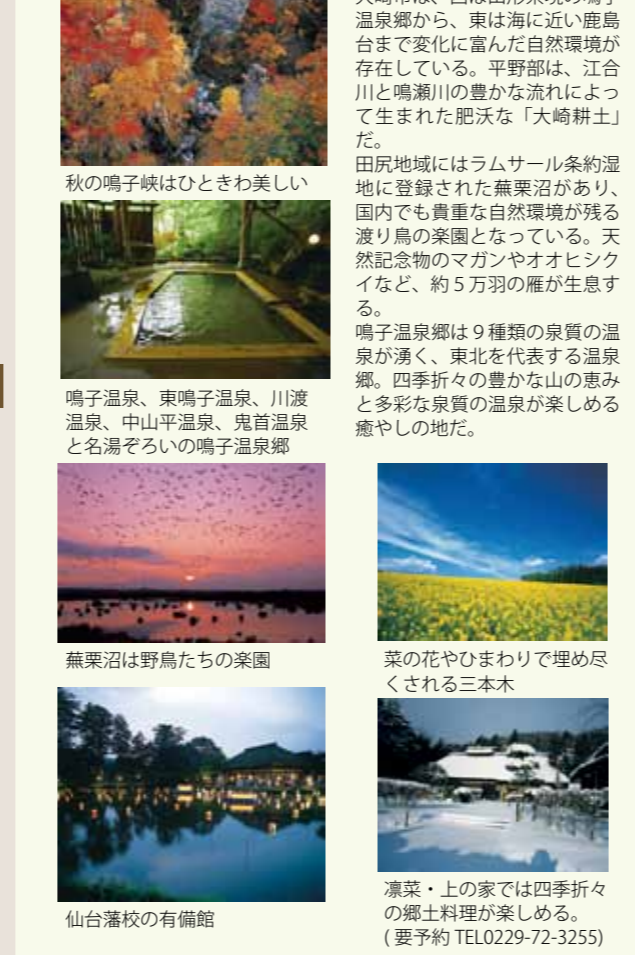 温泉郷から、東は海に近い鹿島
台まで変化に富んだ自然環境が
存在している。平野部は、江合
川と鳴瀬川の豊かな流れによっ
て生まれた肥沃な「大崎耕土」
だ。
田尻地域にはラムサール条約湿
地に登録された蕪栗沼があり、
国内でも貴重な自然環境が残る
渡り鳥の楽園となっている。天
然記念物のマガンやオオヒシク
イなど、約５万羽の雁が生息す
る。
鳴子温泉郷は９種類の泉質の温
泉が湧く、東北を代表する温泉
郷。四季折々の豊かな山の恵み
と多彩な泉質の温泉が楽しめる
癒やしの地だ。
秋の鳴子峡はひときわ美しい
鳴子温泉、東鳴子温泉、川渡
温泉、中山平温泉、鬼首温泉
と名湯ぞろいの鳴子温泉郷
蕪栗沼は野鳥たちの楽園
菜の花やひまわりで埋め尽
くされる三本木
仙台藩校の有備館
凛菜・上の家では四季折々
の郷土料理が楽しめる。
( 要予約 TEL0229-72-3255)